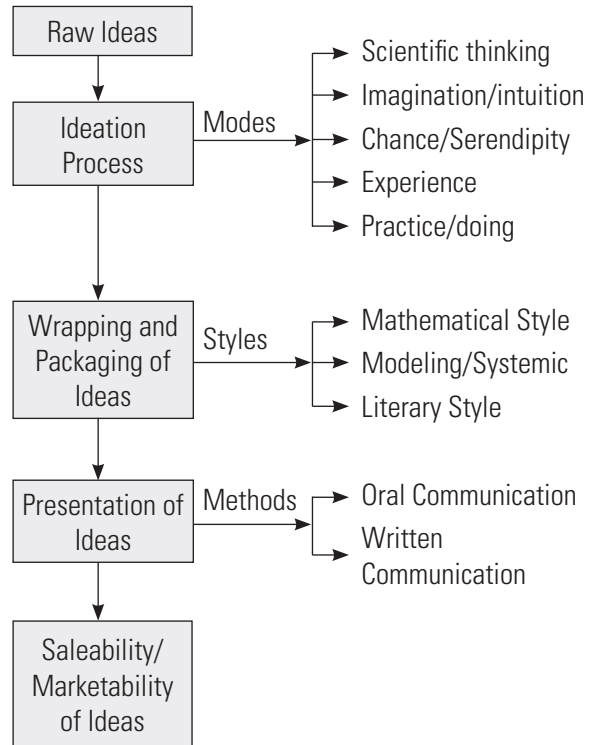 Raw Ideas
Ideation
Process
Modes
Scientific thinking
Imagination/intuition
Chance/Serendipity
Experience
Practice/doing
Wrapping and
Packaging of
Ideas
Styles
Mathematical Style
Modeling/Systemic
Literary Style
Presentation of
Ideas
Methods
Oral Communication
Written
Communication
Saleability/
Marketability
of Ideas